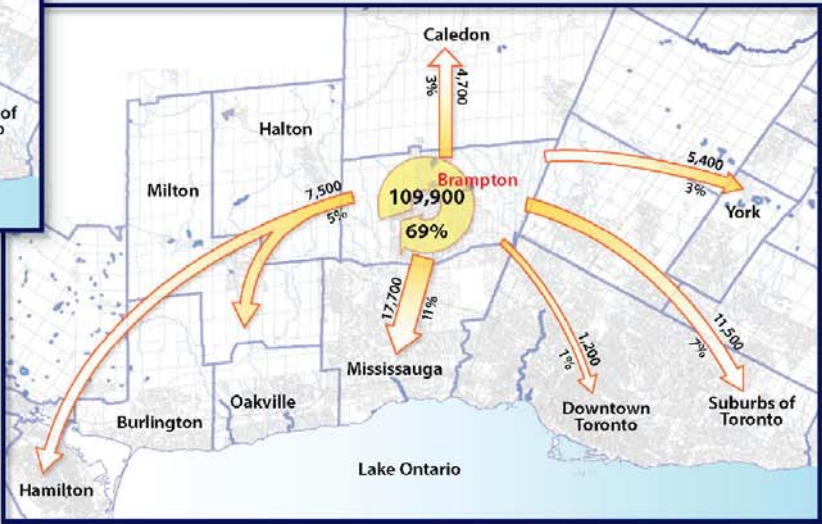 of
Caledon
3%
4,700
Halton
Milton
7,500
5%
Brampton
109,900
69%
5,400
3%
York
17,700
11%
11,500
7%
1,200
1%
Mississauga
Oakville
Burlington
Downtown
Toronto
Suburbs of
Toronto
Lake Ontario
Hamilton